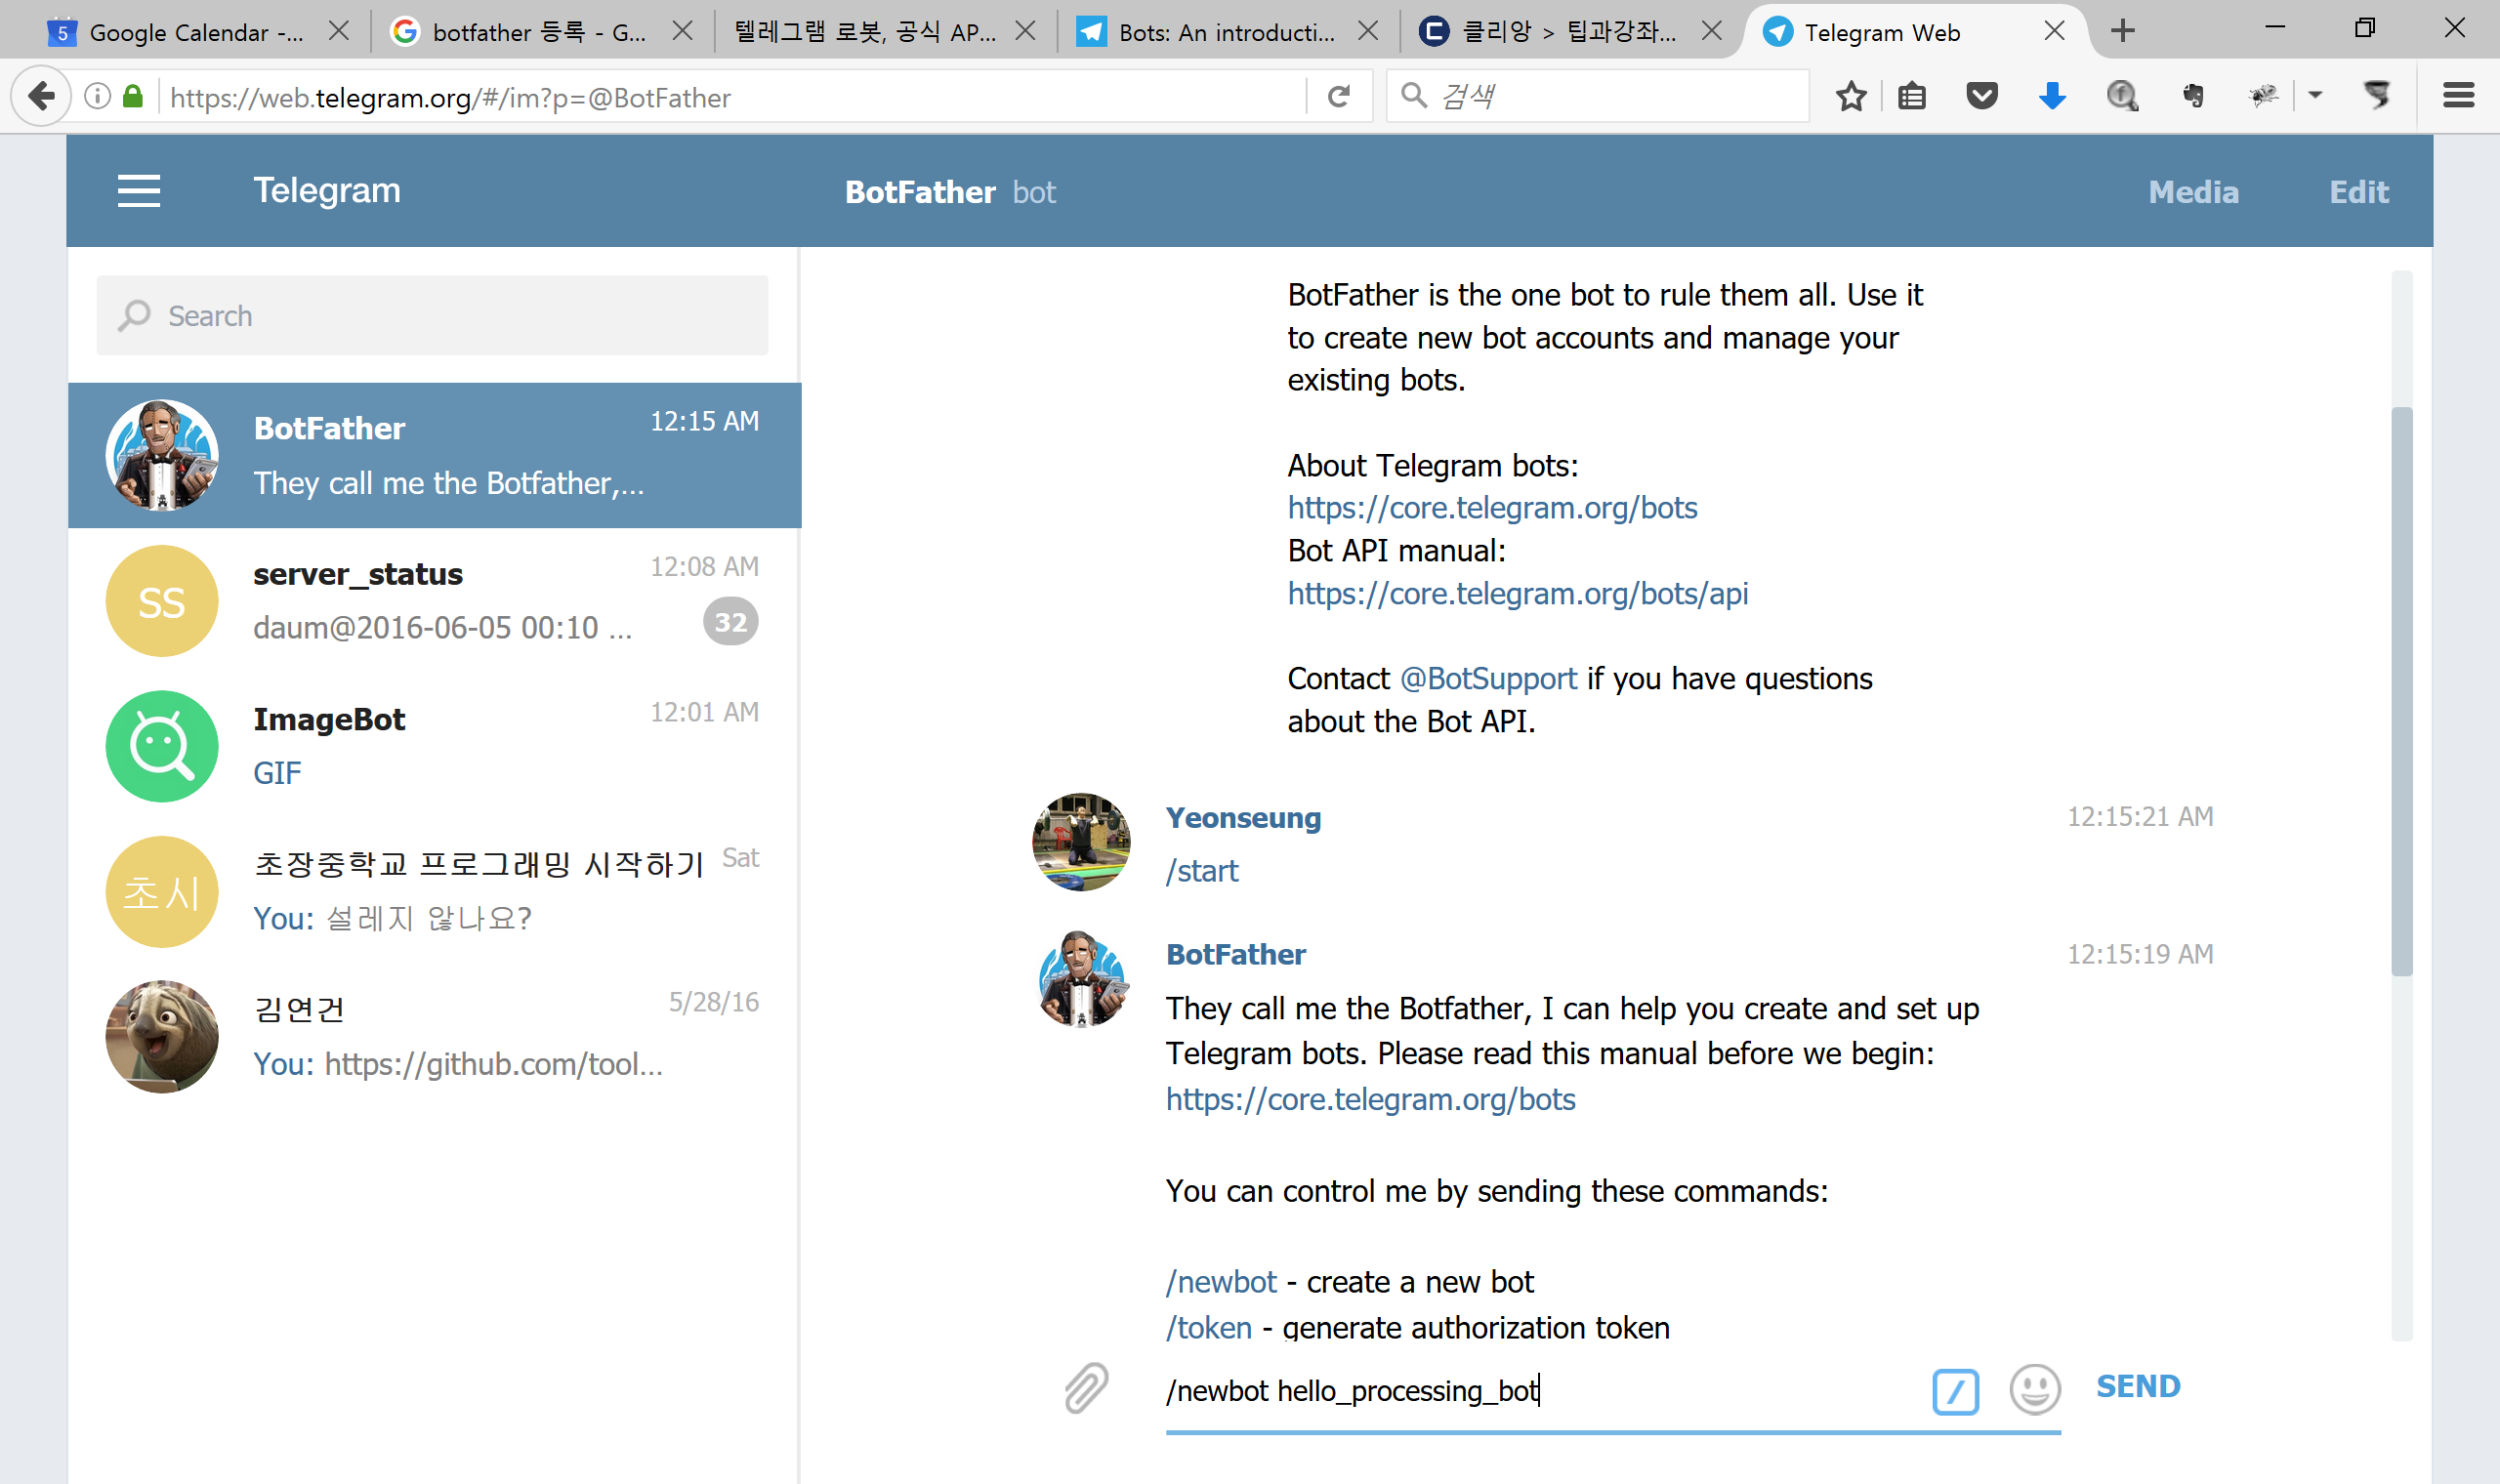 5 Google Calendar -...
botfather 등록 - G...
텔레그램 로봇, 공식 AP...
Bots: An introducti...
클리앙 > 팁과강좌...
Telegram Web
https://web.telegram.org/#/im?p=@BotFather
검색
Telegram
BotFather bot
Media
Edit
Search
BotFather 12:15 AM
They call me the Botfather,...
SS
server_status 12:08 AM
daum@2016-06-05 00:10 ...
32
ImageBot 12:01 AM
GIF
초시
초장중학교 프로그래밍 시작하기 Sat
You: 설레지 않나요?
김연건 5/28/16
You: https://github.com/tool...
BotFather is the one bot to rule them all. Use it
to create new bot accounts and manage your
existing bots.
About Telegram bots:
https://core.telegram.org/bots
Bot API manual:
https://core.telegram.org/bots/api
Contact @BotSupport if you have questions
about the Bot API.
Yeonseung 12:15:21 AM
/start
BotFather 12:15:19 AM
They call me the Botfather, I can help you create and set up
Telegram bots. Please read this manual before we begin:
https://core.telegram.org/bots
You can control me by sending these commands:
/newbot - create a new bot
/token - generate authorization token
/newbot hello_processing_bot
/
SEND